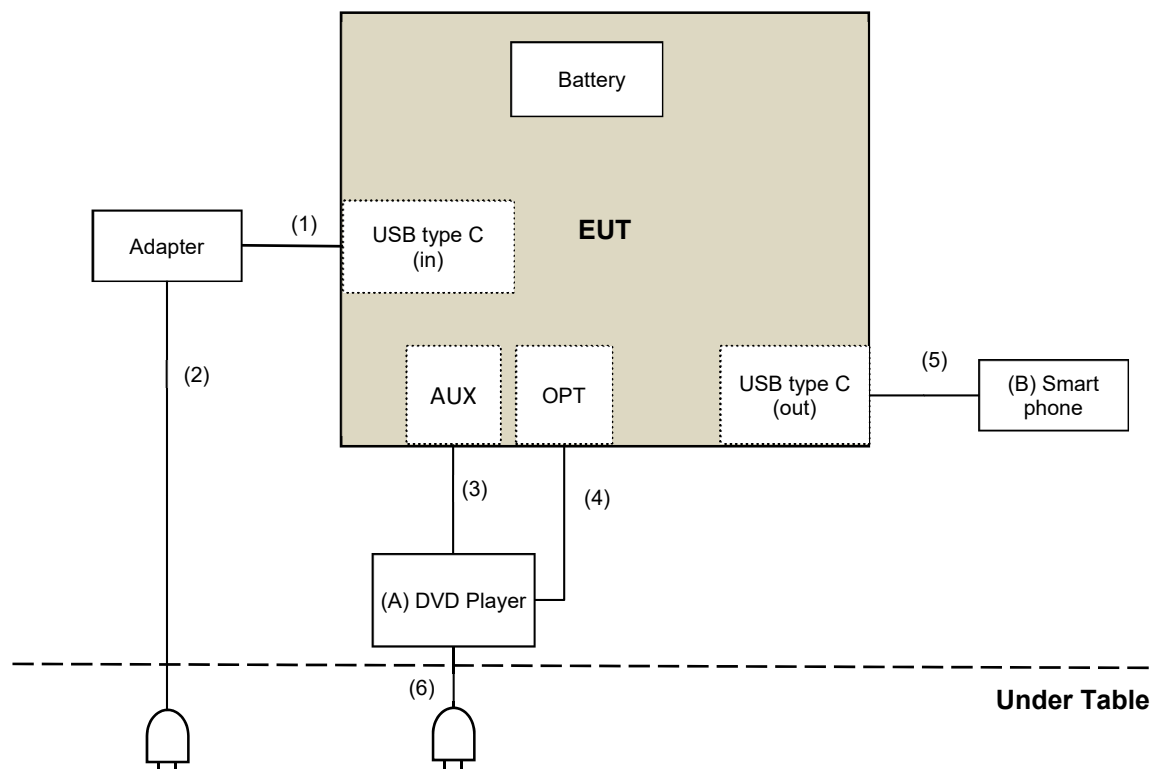 Battery
EUT
(1)
USB type C
(in)
Adapter
(2)
AUX
OPT
USB type C
(out)
(5)
(B) Smart
phone
(3)
(4)
(A) DVD Player
(6)
Under Table